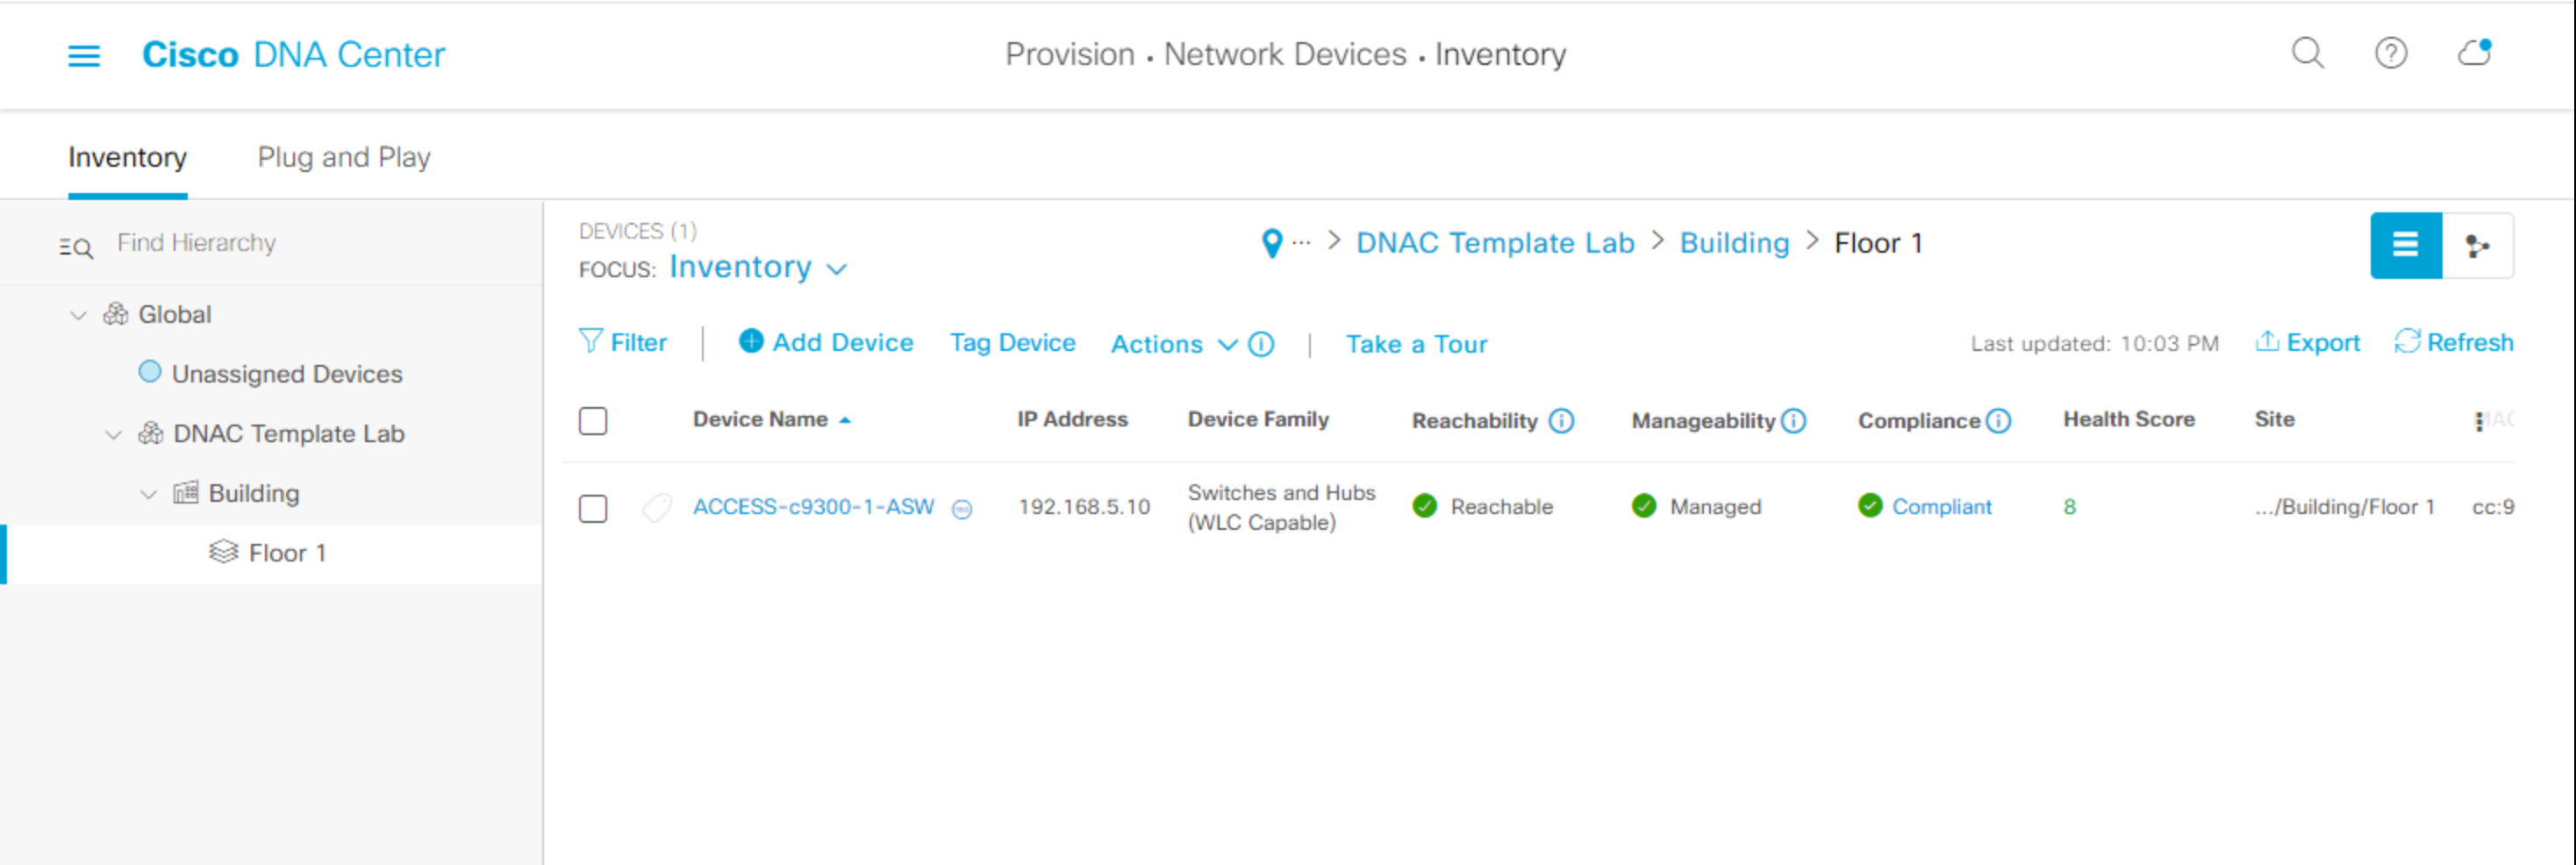 Cisco DNA Center
Provision • Network Devices • Inventory
Inventory
Plug and Play
Find Hierarchy
Global
Unassigned Devices
DNAC Template Lab
Building
Floor 1
DEVICES (1)
FOCUS: Inventory
... > DNAC Template Lab > Building > Floor 1
Filter | Add Device Tag Device Actions | Take a Tour
Last updated: 10:03 PM Export Refresh
Device Name IP Address Device Family Reachability Manageability Compliance Health Score Site
ACCESS-c9300-1-ASW 192.168.5.10 Switches and Hubs (WLC Capable) Reachable Managed Compliant 8 .../Building/Floor 1 cc:9